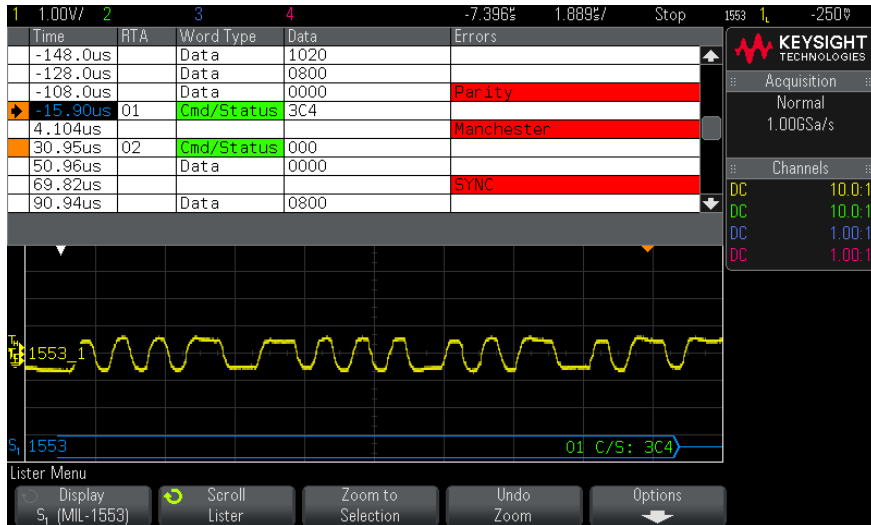 1 1.00V/ 2 3 4 -7.396s 1.889s/ Stop 1553 1 -250V
Time RTA Word Type Data Errors
-148.0us Data 1020
-128.0us Data 0800
-108.0us Data 0000 Parity
-15.90us 01 Cmd/Status 3C4
4.104us Manchester
30.95us 02 Cmd/Status 000
50.96us Data 0000
69.82us SYNC
90.94us Data 0800
KEYSIGHT
TECHNOLOGIES
Acquisition
Normal
1.00GSa/s
Channels
DC 10.0:1
DC 10.0:1
DC 1.00:1
DC 1.00:1
1553_1
S1 1553 01 C/S: 3C4
Lister Menu
Display
S1 (MIL-1553)
Scroll
Lister
Zoom to
Selection
Undo
Zoom
Options